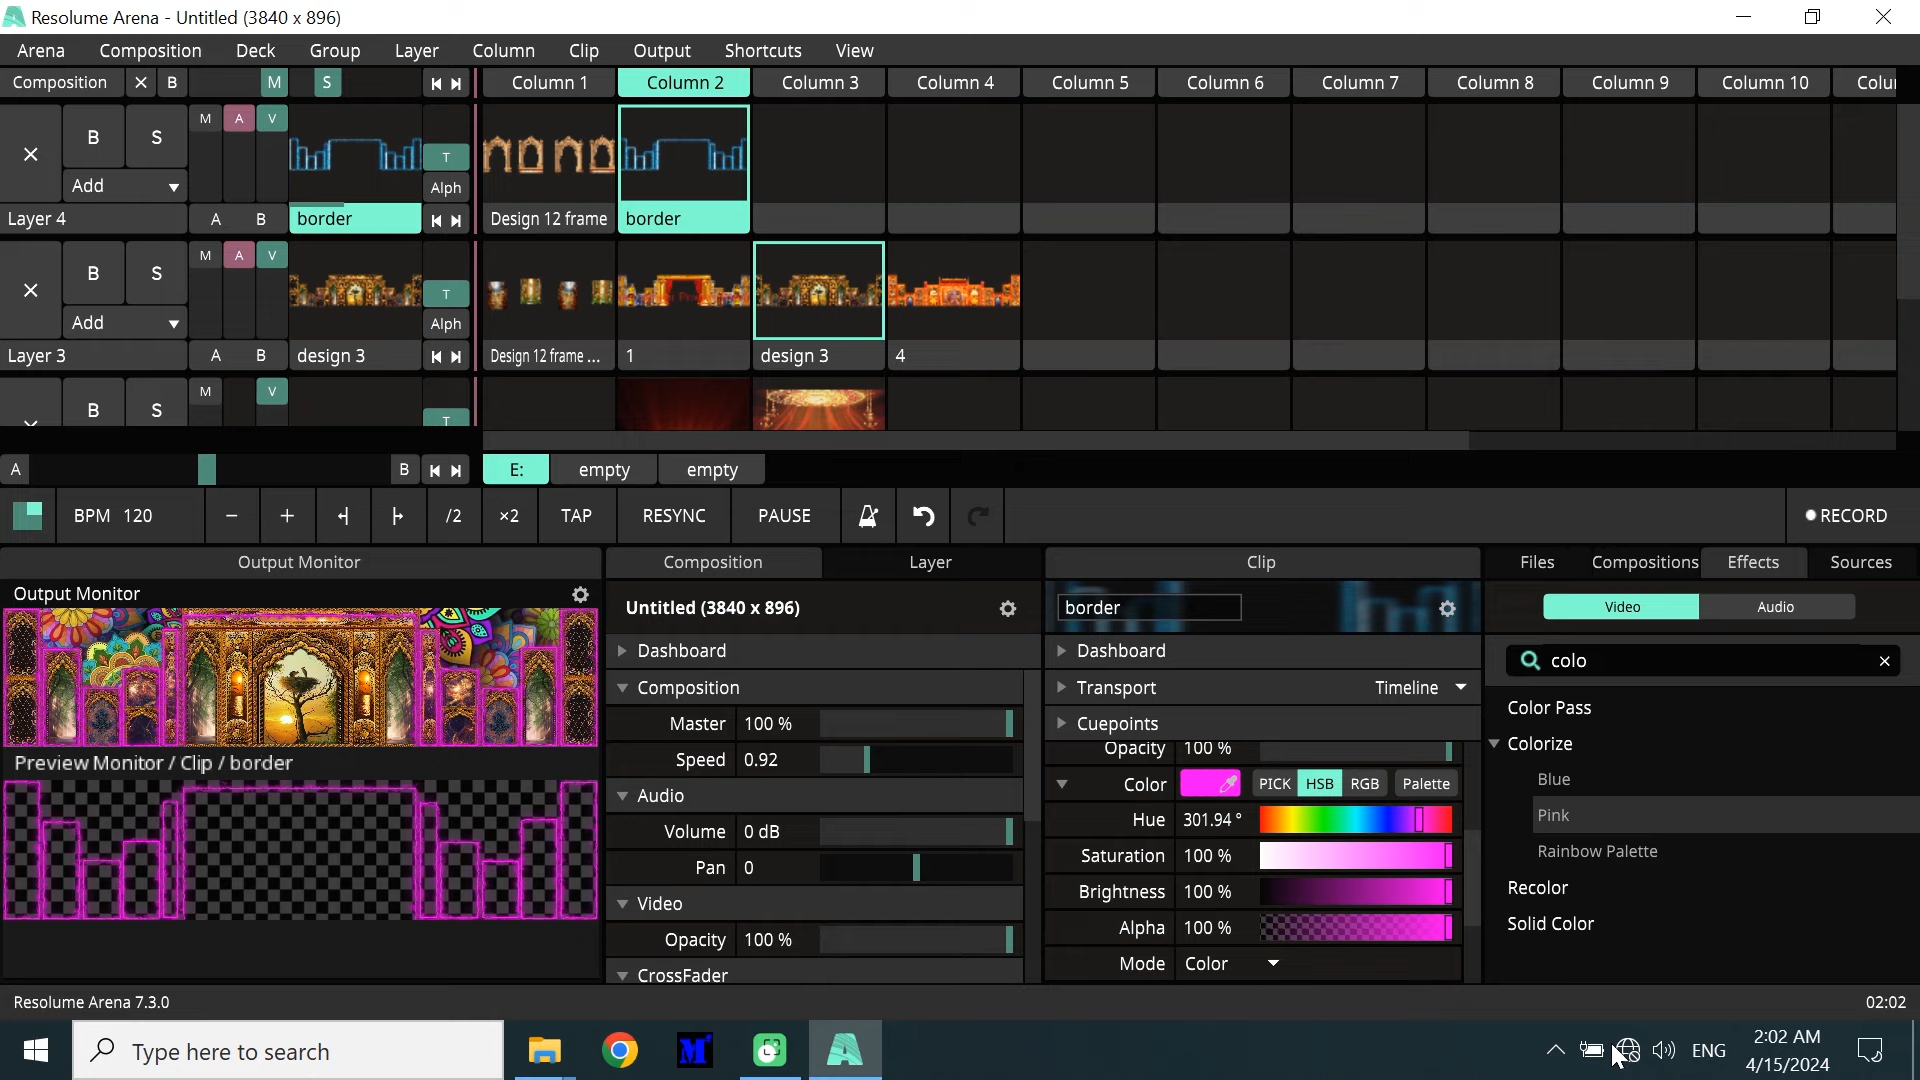 Resolume Arena - Untitled (3840 x 896)
Arena Composition Deck Group Layer Column Clip Output Shortcuts View
Composition B M S Column 1 Column 2 Column 3 Column 4 Column 5 Column 6 Column 7 Column 8 Column 9 Column 10
B S M A V T
Add Alph
Layer 4 A B border Design 12 frame border
B S M A V T
Add Alph
Layer 3 A B design 3 Design 12 frame ... 1 design 3 4
B S M V T
A B E: empty empty
BPM 120 - + /2 ×2 TAP RESYNC PAUSE RECORD
Output Monitor Composition Layer Clip Files Compositions Effects Sources
Output Monitor
Untitled (3840 x 896)
border
Video Audio
Dashboard
Dashboard
colo
Composition
Transport Timeline
Color Pass
Master 100 %
Cuepoints
Colorize
Speed 0.92
Opacity 100 %
Preview Monitor / Clip / border
Color PICK HSB RGB Palette
Blue
Audio
Hue 301.94 °
Pink
Volume 0 dB
Saturation 100 %
Rainbow Palette
Pan 0
Brightness 100 %
Recolor
Video
Alpha 100 %
Solid Color
Opacity 100 %
Mode Color
CrossFader
Resolume Arena 7.3.0 02:02
Type here to search
M
A
ENG
2:02 AM
4/15/2024